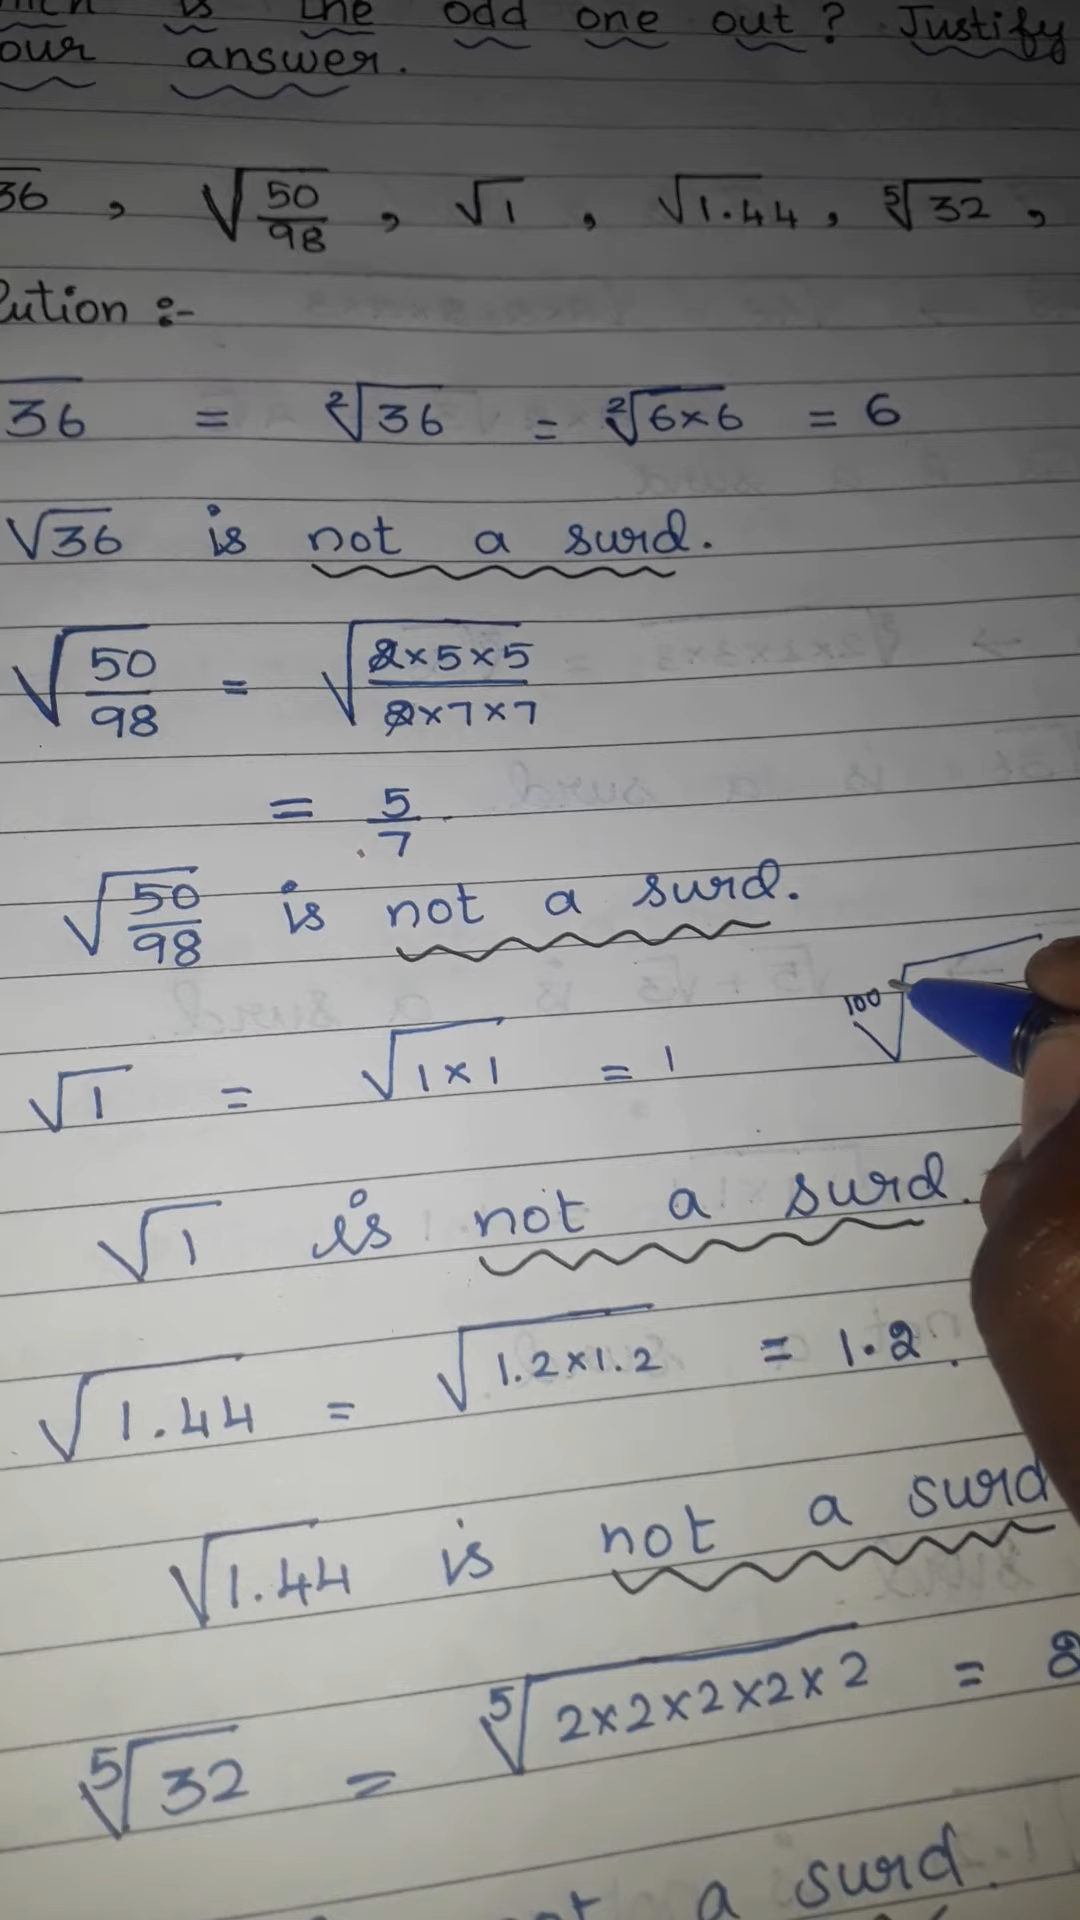 is the odd one out? Justify
our answer.
36 , √(50/98) , √1 , √1.44 , ⁵√32 ,
lution :-
36 = ²√36 = ²√6×6 = 6
√36 is not a surd.
√(50/98) = √(2×5×5/2×7×7)
= 5/7
√(50/98) is not a surd.
100√
√1 = √1×1 = 1
√1 is not a surd.
√1.44 = √1.2×1.2 = 1.2.
√1.44 is not a surd
⁵√32 = ⁵√2×2×2×2×2 = 2
a surd.